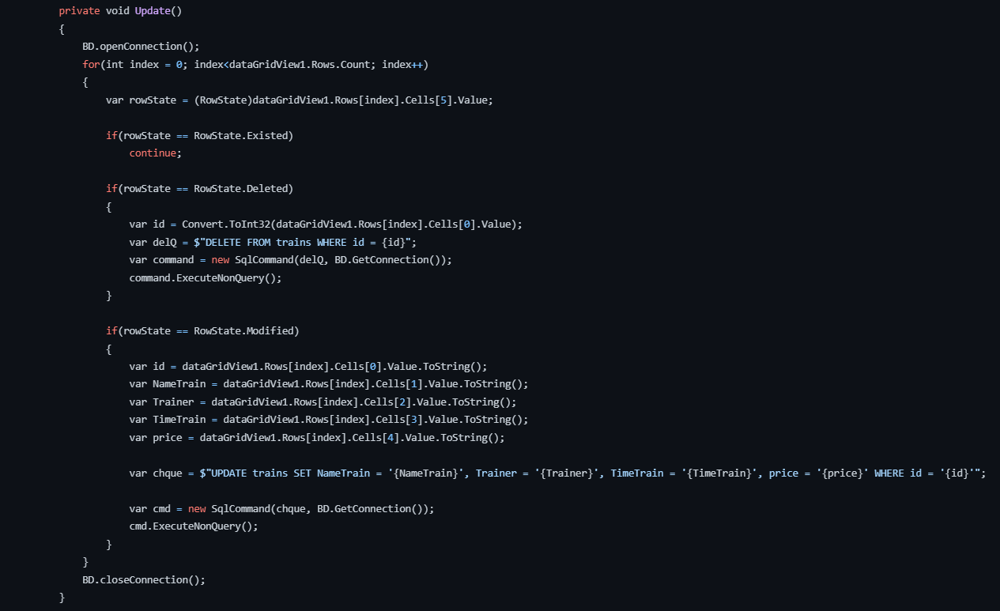 private void Update()
{
BD.openConnection();
for(int index = 0; index<dataGridView1.Rows.Count; index++)
{
var rowState = (RowState)dataGridView1.Rows[index].Cells[5].Value;
if(rowState == RowState.Existed)
continue;
if(rowState == RowState.Deleted)
{
var id = Convert.ToInt32(dataGridView1.Rows[index].Cells[0].Value);
var delQ = $"DELETE FROM trains WHERE id = {id}";
var command = new SqlCommand(delQ, BD.GetConnection());
command.ExecuteNonQuery();
}
if(rowState == RowState.Modified)
{
var id = dataGridView1.Rows[index].Cells[0].Value.ToString();
var NameTrain = dataGridView1.Rows[index].Cells[1].Value.ToString();
var Trainer = dataGridView1.Rows[index].Cells[2].Value.ToString();
var TimeTrain = dataGridView1.Rows[index].Cells[3].Value.ToString();
var price = dataGridView1.Rows[index].Cells[4].Value.ToString();
var chque = $"UPDATE trains SET NameTrain = '{NameTrain}', Trainer = '{Trainer}', TimeTrain = '{TimeTrain}', price = '{price}' WHERE id = '{id}'";
var cmd = new SqlCommand(chque, BD.GetConnection());
cmd.ExecuteNonQuery();
}
}
BD.closeConnection();
}